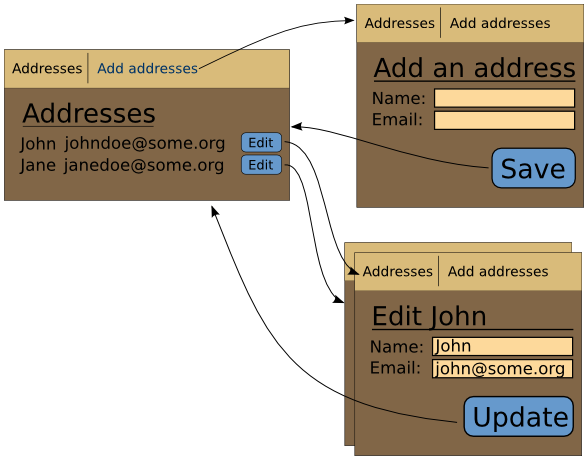 Addresses Add addresses
Addresses
John johndoe@some.org Edit
Jane janedoe@some.org Edit
Addresses Add addresses
Add an address
Name:
Email:
Save
Addresses Add addresses
Edit John
Name: John
Email: john@some.org
Update